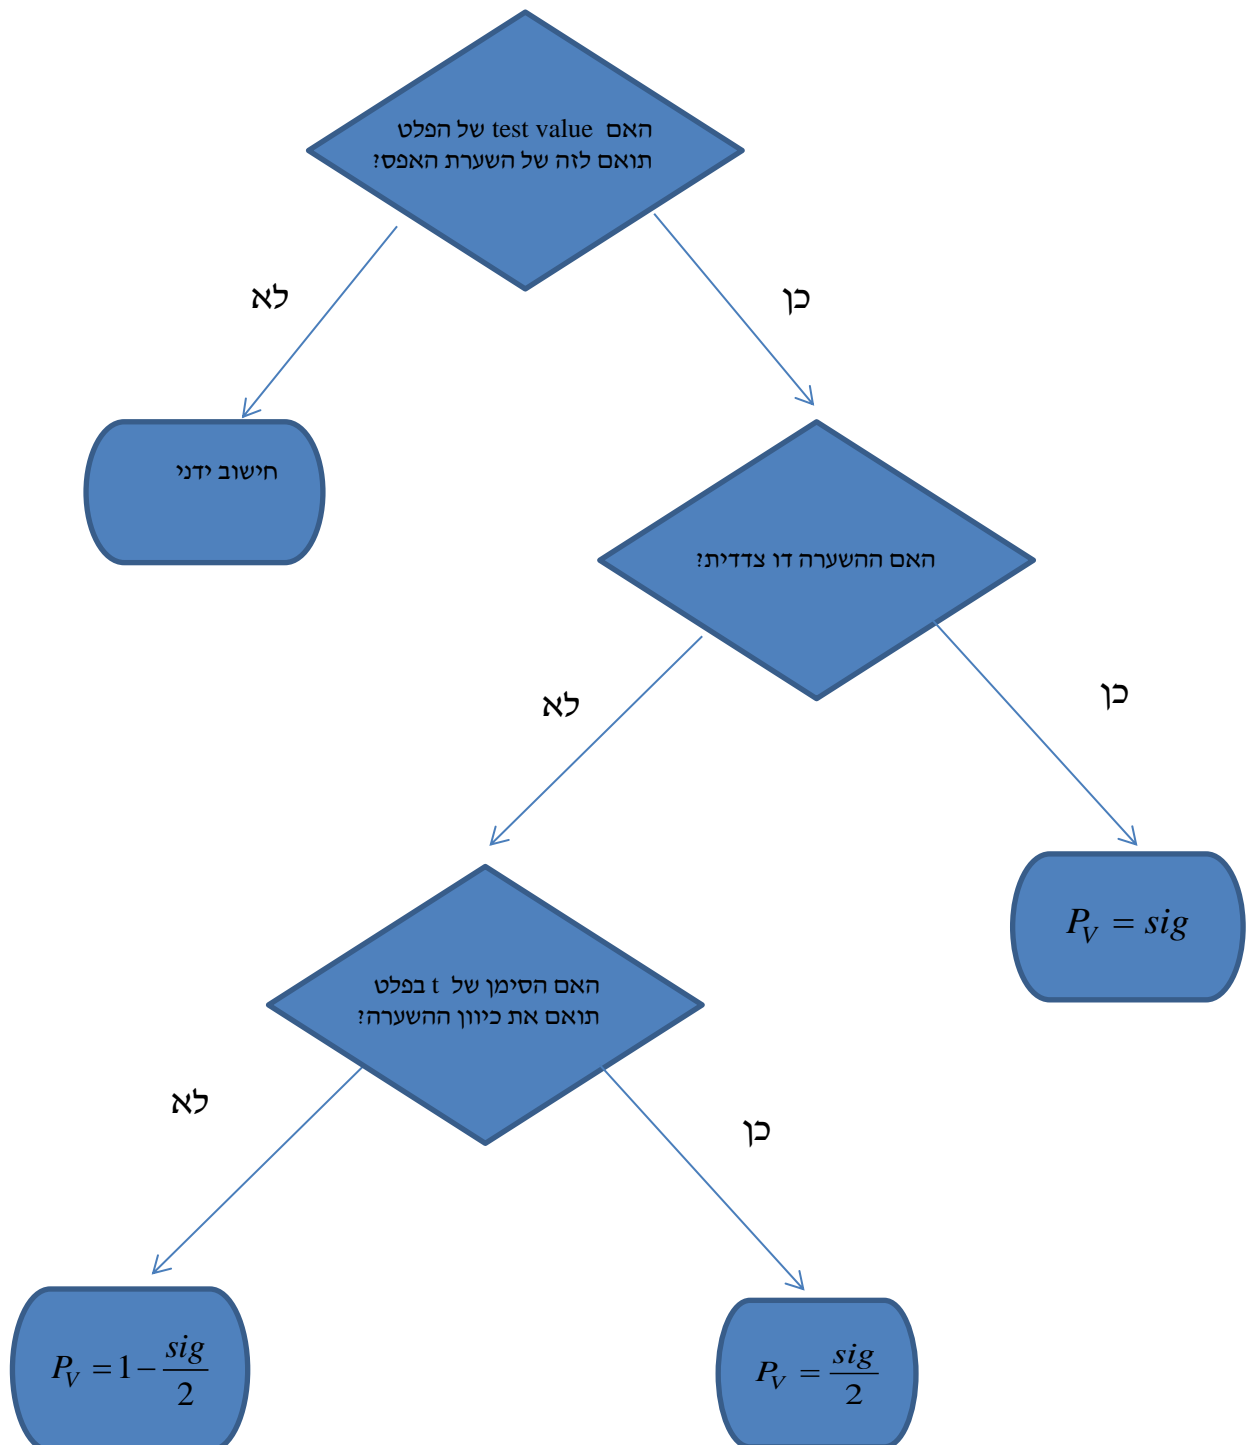 האם test value של הפלט
תואם לזה של השערת האפס?
לא
כן
חישוב ידני
האם ההשערה דו צדדית?
לא
כן
P_V = sig
האם הסימן של t בפלט
תואם את כיוון ההשערה?
לא
כן
P_V = 1 - sig/2
P_V = sig/2